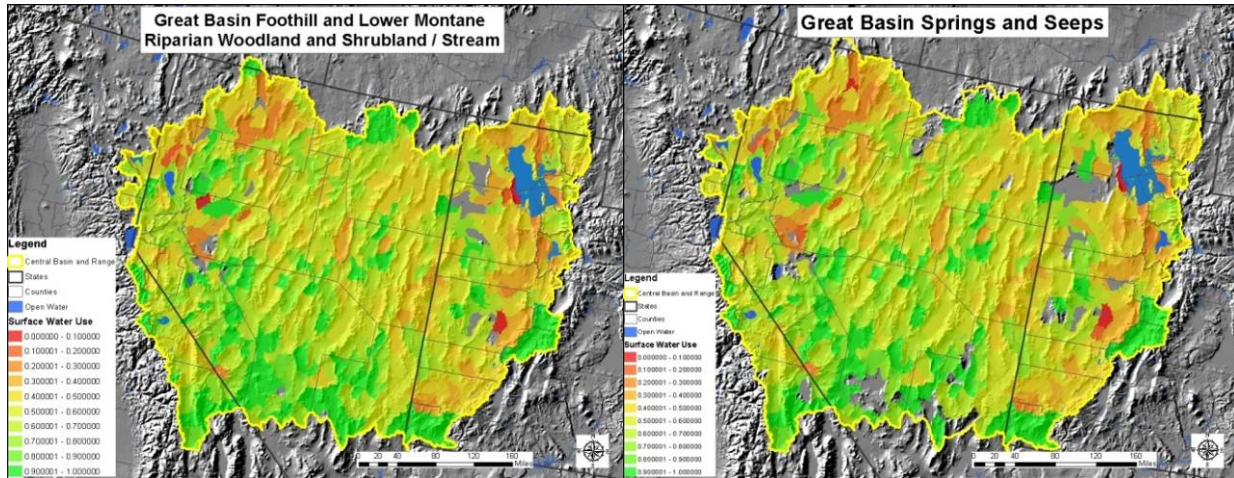 Great Basin Foothill and Lower Montane
Riparian Woodland and Shrubland / Stream
Legend
Central Basin and Range
States
Counties
Open Water
Surface Water Use
0.000000 - 0.100000
0.100001 - 0.200000
0.200001 - 0.300000
0.300001 - 0.400000
0.400001 - 0.500000
0.500001 - 0.600000
0.600001 - 0.700000
0.700001 - 0.800000
0.800001 - 0.900000
0.900001 - 1.000000
0 20 40 80 120 160
Miles
Great Basin Springs and Seeps
Legend
Central Basin and Range
States
Counties
Open Water
Surface Water Use
0.000000 - 0.100000
0.100001 - 0.200000
0.200001 - 0.300000
0.300001 - 0.400000
0.400001 - 0.500000
0.500001 - 0.600000
0.600001 - 0.700000
0.700001 - 0.800000
0.800001 - 0.900000
0.900001 - 1.000000
0 20 40 80 120 160
Miles